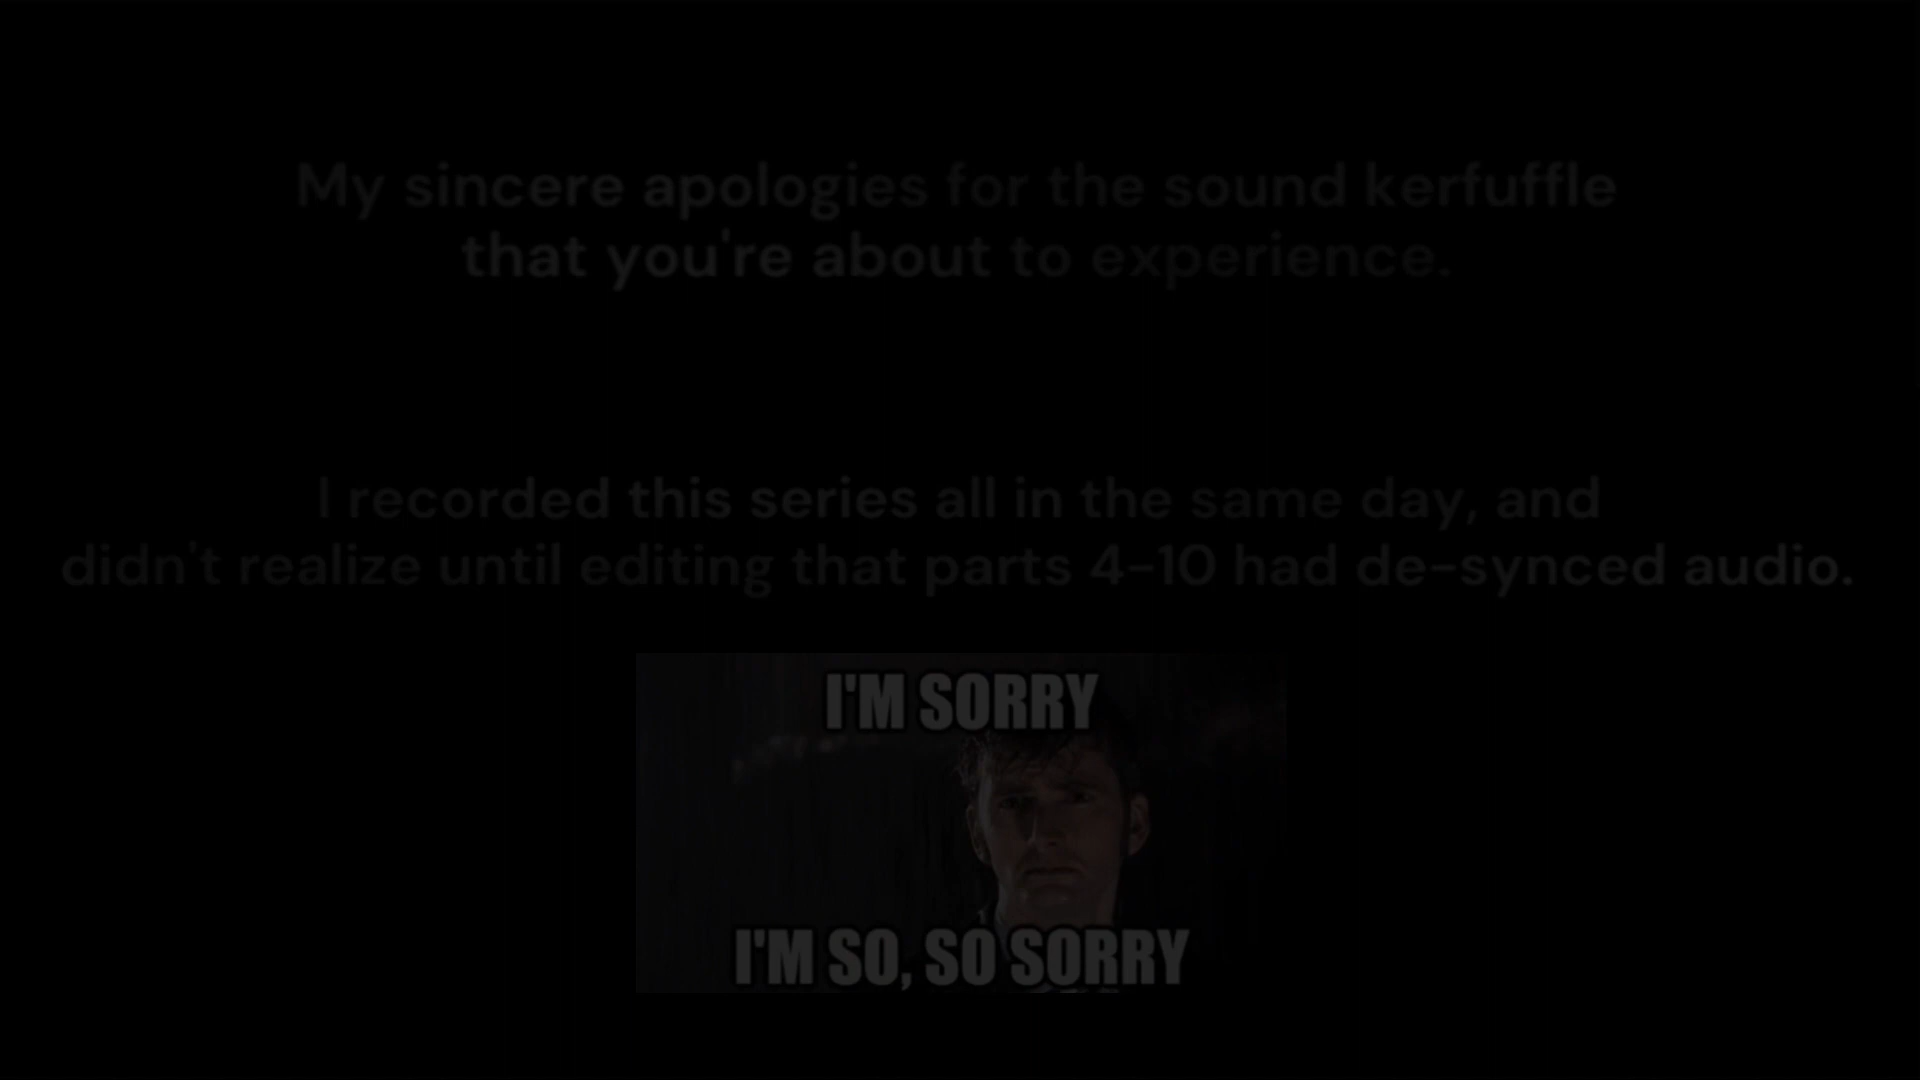 My sincere apologies for the sound kerfuffle
that you're about to experience.
I recorded this series all in the same day, and
didn't realize until editing that parts 4-10 had de-synced audio.
I'M SORRY
I'M SO, SO SORRY